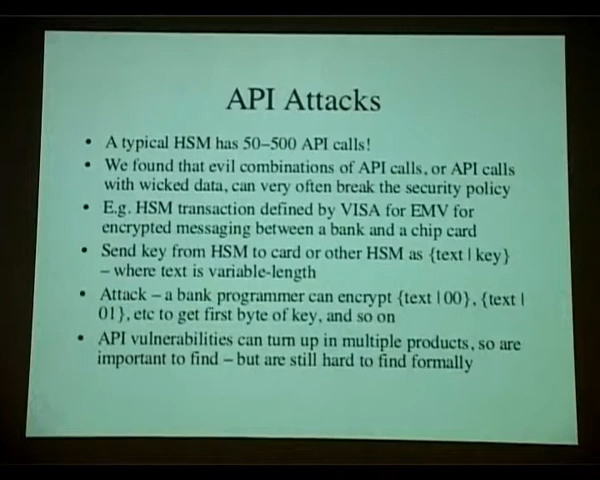 API Attacks
• A typical HSM has 50–500 API calls!
• We found that evil combinations of API calls, or API calls
with wicked data, can very often break the security policy
• E.g. HSM transaction defined by VISA for EMV for
encrypted messaging between a bank and a chip card
• Send key from HSM to card or other HSM as {text | key}
– where text is variable-length
• Attack – a bank programmer can encrypt {text | 00}, {text |
01}, etc to get first byte of key, and so on
• API vulnerabilities can turn up in multiple products, so are
important to find – but are still hard to find formally